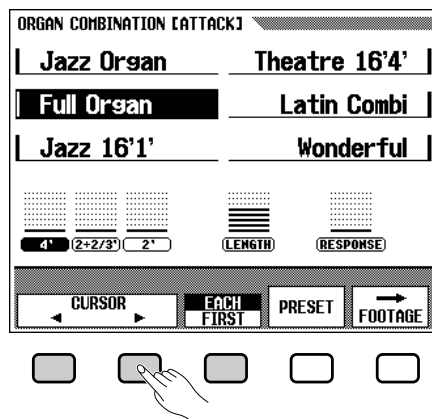 ORGAN COMBINATION [ATTACK]
Jazz Organ Theatre 16'4'
Full Organ Latin Combi
Jazz 16'1' Wonderful
4' 2+2/3' 2' LENGTH RESPONSE
CURSOR EACH PRESET
FIRST FOOTAGE